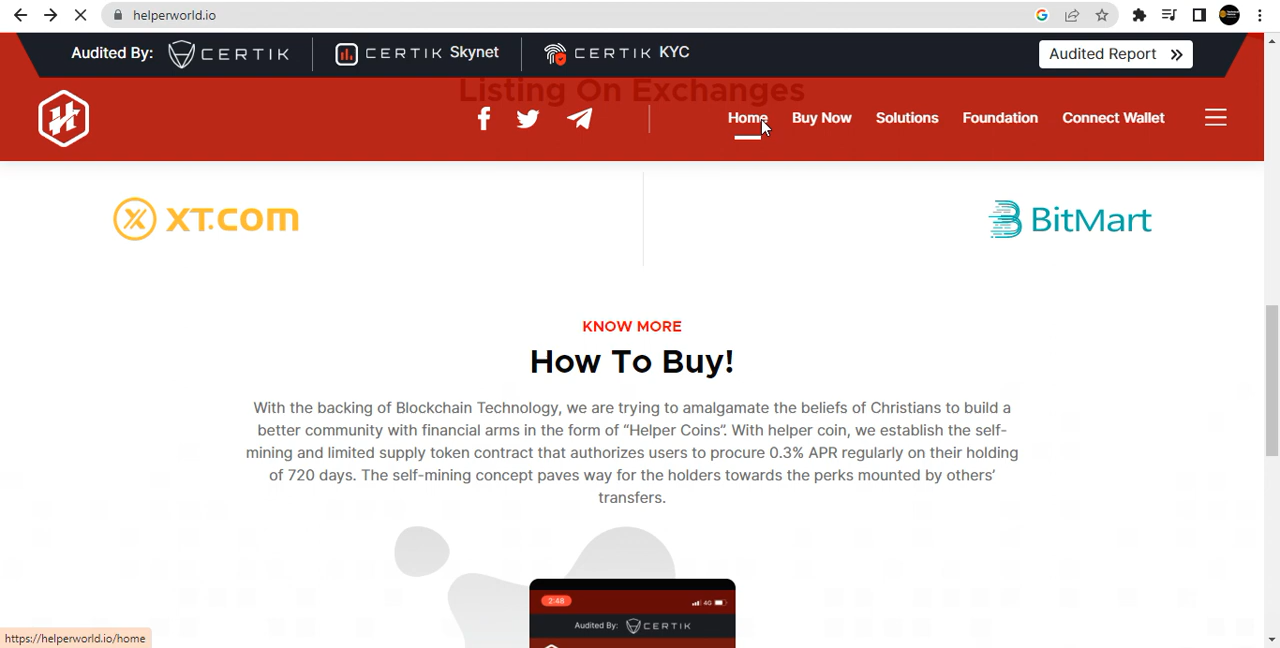 helperworld.io
Audited By: CERTIK CERTIK Skynet CERTIK KYC Audited Report
Listing On Exchanges
Home Buy Now Solutions Foundation Connect Wallet
XT.COM BitMart
KNOW MORE
How To Buy!
With the backing of Blockchain Technology, we are trying to amalgamate the beliefs of Christians to build a
better community with financial arms in the form of “Helper Coins”. With helper coin, we establish the self-
mining and limited supply token contract that authorizes users to procure 0.3% APR regularly on their holding
of 720 days. The self-mining concept paves way for the holders towards the perks mounted by others’
transfers.
2:48 4G
Audited By: CERTIK
https://helperworld.io/home